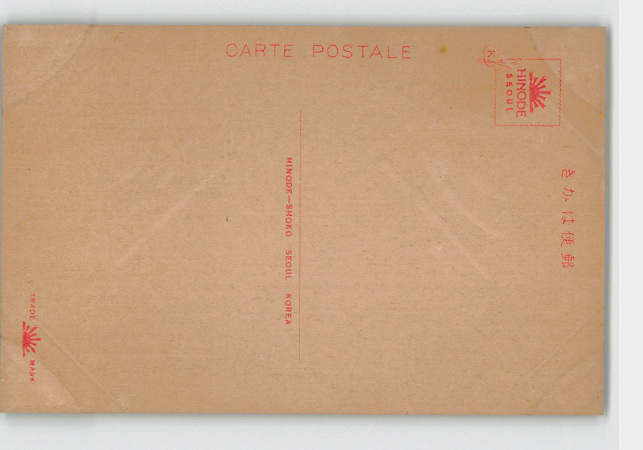 CARTE POSTALE
HINODE
SEOUL
郵便はかき
HINODE—SHOKO SEOUL KOREA
TRADE MARK